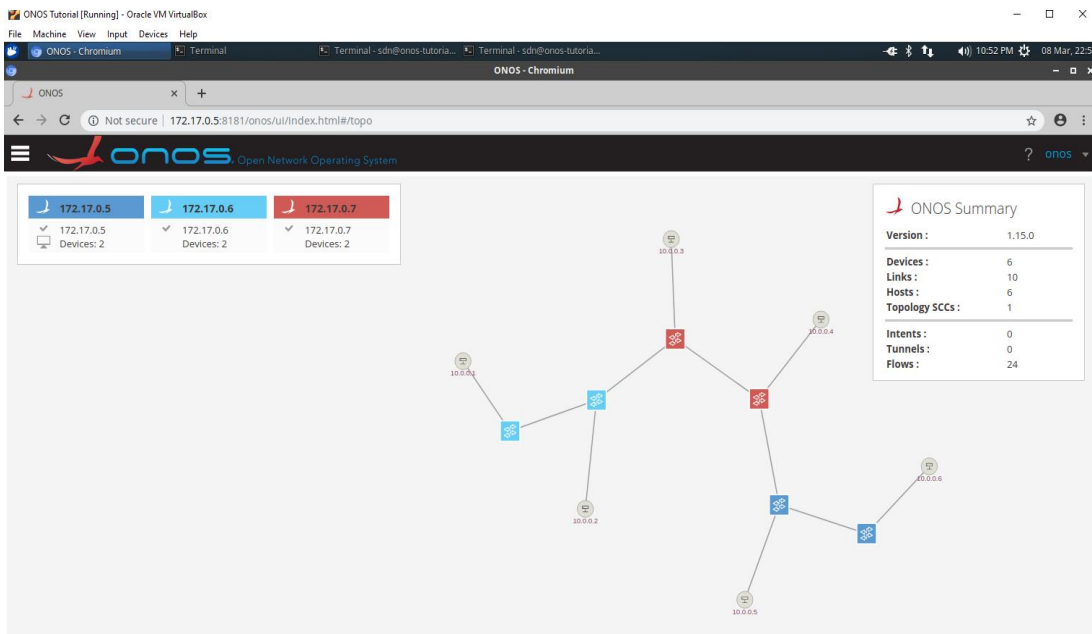 ONOS Tutorial [Running] - Oracle VM VirtualBox
File Machine View Input Devices Help
ONOS - Chromium Terminal Terminal - sdn@onos-tutoria... Terminal - sdn@onos-tutoria... 10:52 PM 08 Mar, 22:5
ONOS - Chromium
ONOS
Not secure | 172.17.0.5:8181/onos/ui/index.html#/topo
onos. Open Network Operating System ? onos
172.17.0.5 172.17.0.6 172.17.0.7
172.17.0.5 172.17.0.6 172.17.0.7
Devices: 2 Devices: 2 Devices: 2
ONOS Summary
Version : 1.15.0
Devices : 6
Links : 10
Hosts : 6
Topology SCCs : 1
Intents : 0
Tunnels : 0
Flows : 24
10.0.0.3
10.0.0.4
10.0.0.1
10.0.0.6
10.0.0.2
10.0.0.5